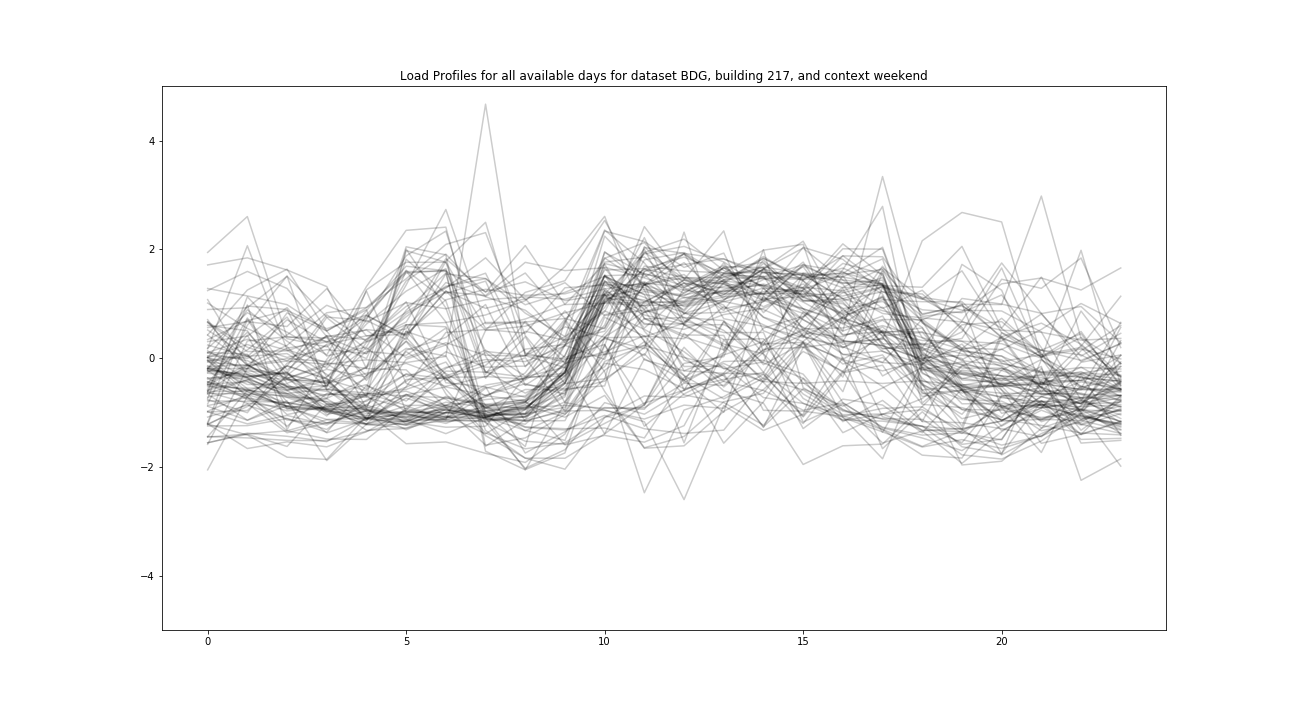 Load Profiles for all available days for dataset BDG, building 217, and context weekend
4
2
0
−2
−4
0 5 10 15 20